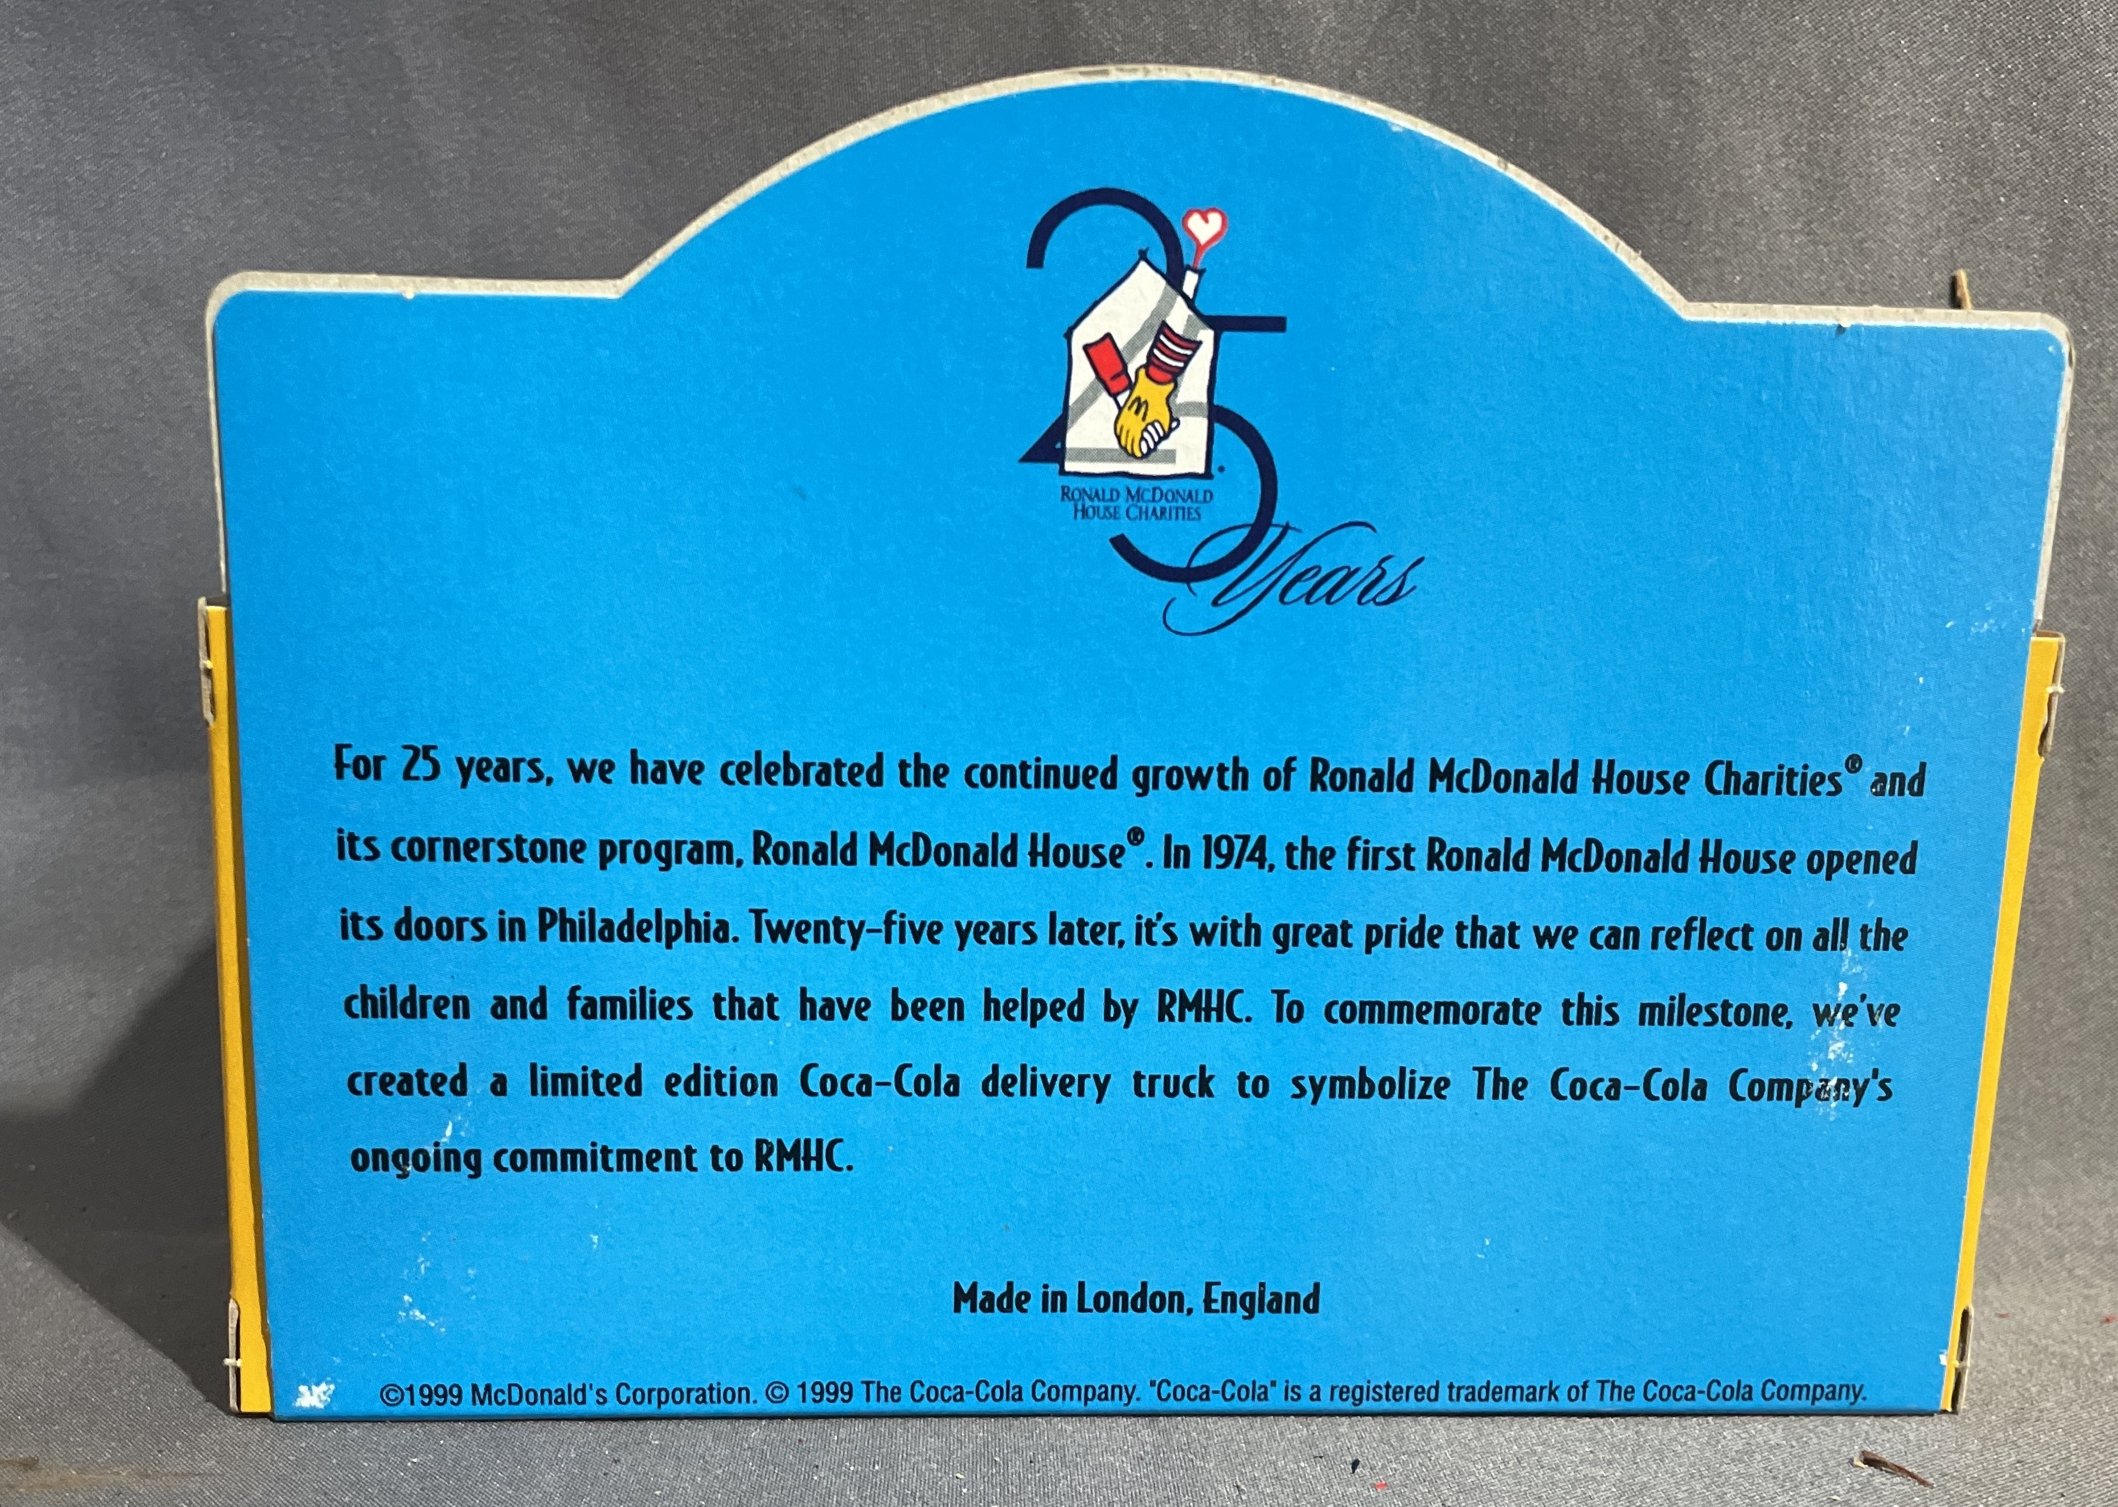 25
RONALD MCDONALD
HOUSE CHARITIES
Years
For 25 years, we have celebrated the continued growth of Ronald McDonald House Charities® and
its cornerstone program, Ronald McDonald House®. In 1974, the first Ronald McDonald House opened
its doors in Philadelphia. Twenty-five years later, it's with great pride that we can reflect on all the
children and families that have been helped by RMHC. To commemorate this milestone, we've
created a limited edition Coca-Cola delivery truck to symbolize The Coca-Cola Company's
ongoing commitment to RMHC.
Made in London, England
©1999 McDonald's Corporation. © 1999 The Coca-Cola Company. "Coca-Cola" is a registered trademark of The Coca-Cola Company.